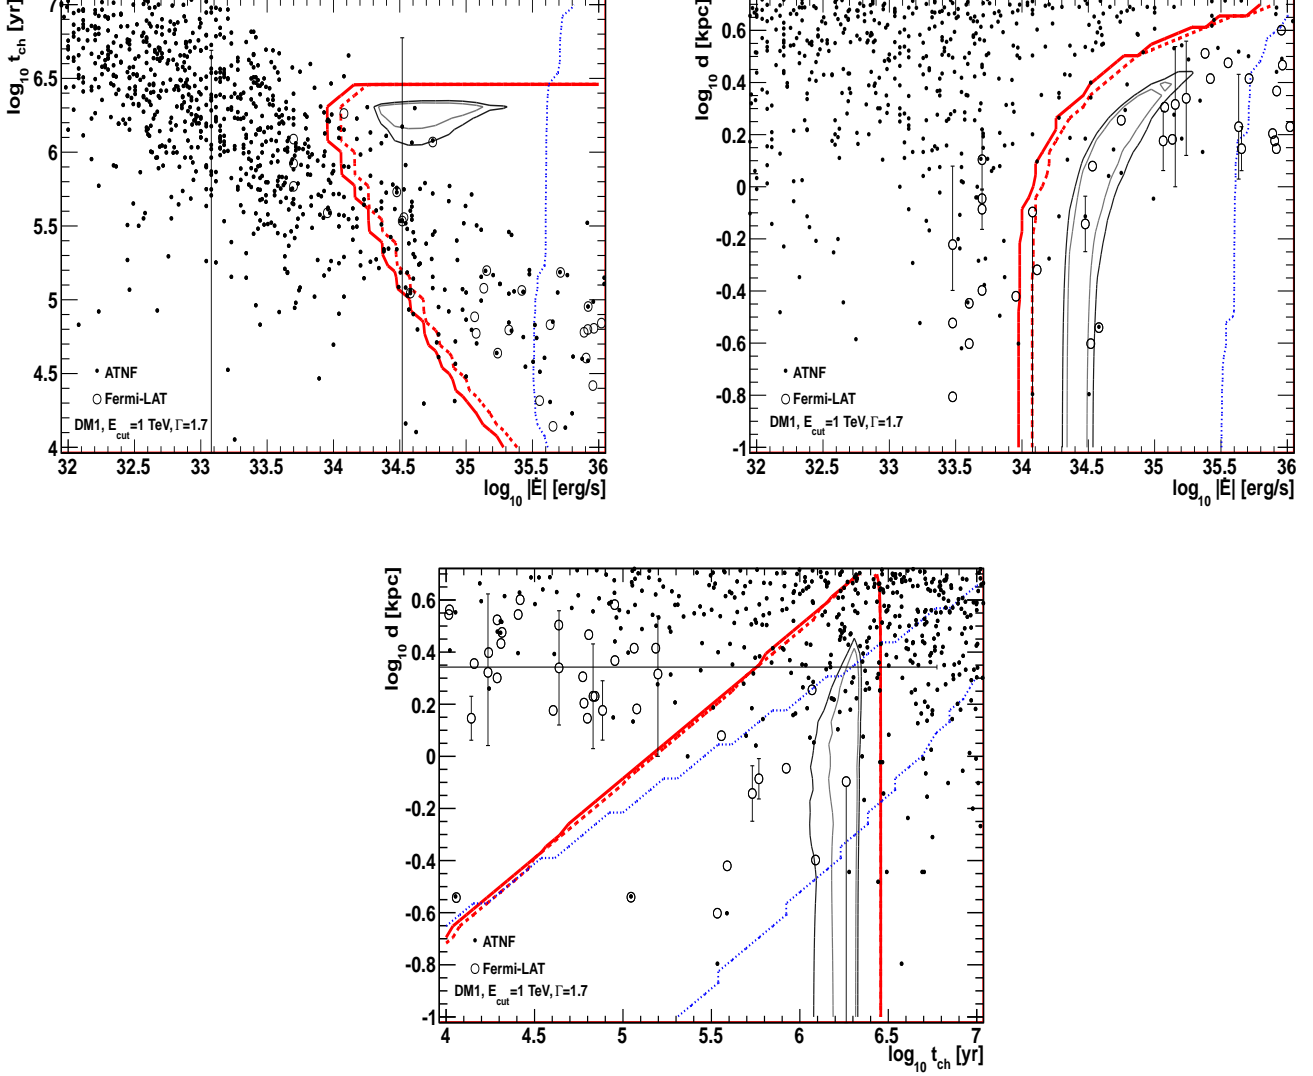 log10 tch [yr]
7
6.5
6
5.5
5
4.5
4
ATNF
Fermi-LAT
DM1, Ecut=1 TeV, Γ=1.7
32 32.5 33 33.5 34 34.5 35 35.5 36
log10 |Ė| [erg/s]
log10 d [kpc]
0.6
0.4
0.2
0
-0.2
-0.4
-0.6
-0.8
-1
ATNF
Fermi-LAT
DM1, Ecut=1 TeV, Γ=1.7
32 32.5 33 33.5 34 34.5 35 35.5 36
log10 |Ė| [erg/s]
log10 d [kpc]
0.6
0.4
0.2
0
-0.2
-0.4
-0.6
-0.8
-1
ATNF
Fermi-LAT
DM1, Ecut=1 TeV, Γ=1.7
4 4.5 5 5.5 6 6.5 7
log10 tch [yr]